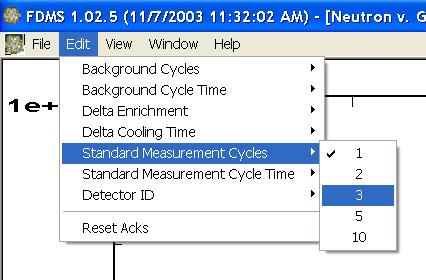 FDMS 1.02.5 (11/7/2003 11:32:02 AM) - [Neutron v. G
File Edit View Window Help
1e+
Background Cycles
Background Cycle Time
Delta Enrichment
Delta Cooling Time
Standard Measurement Cycles
Standard Measurement Cycle Time
Detector ID
Reset Acks
1
2
3
5
10